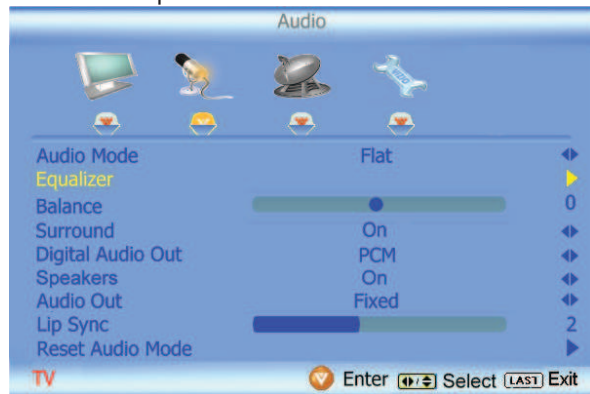 Audio
VIZIO
Audio Mode Flat
Equalizer
Balance 0
Surround On
Digital Audio Out PCM
Speakers On
Audio Out Fixed
Lip Sync 2
Reset Audio Mode
TV Enter Select LAST Exit